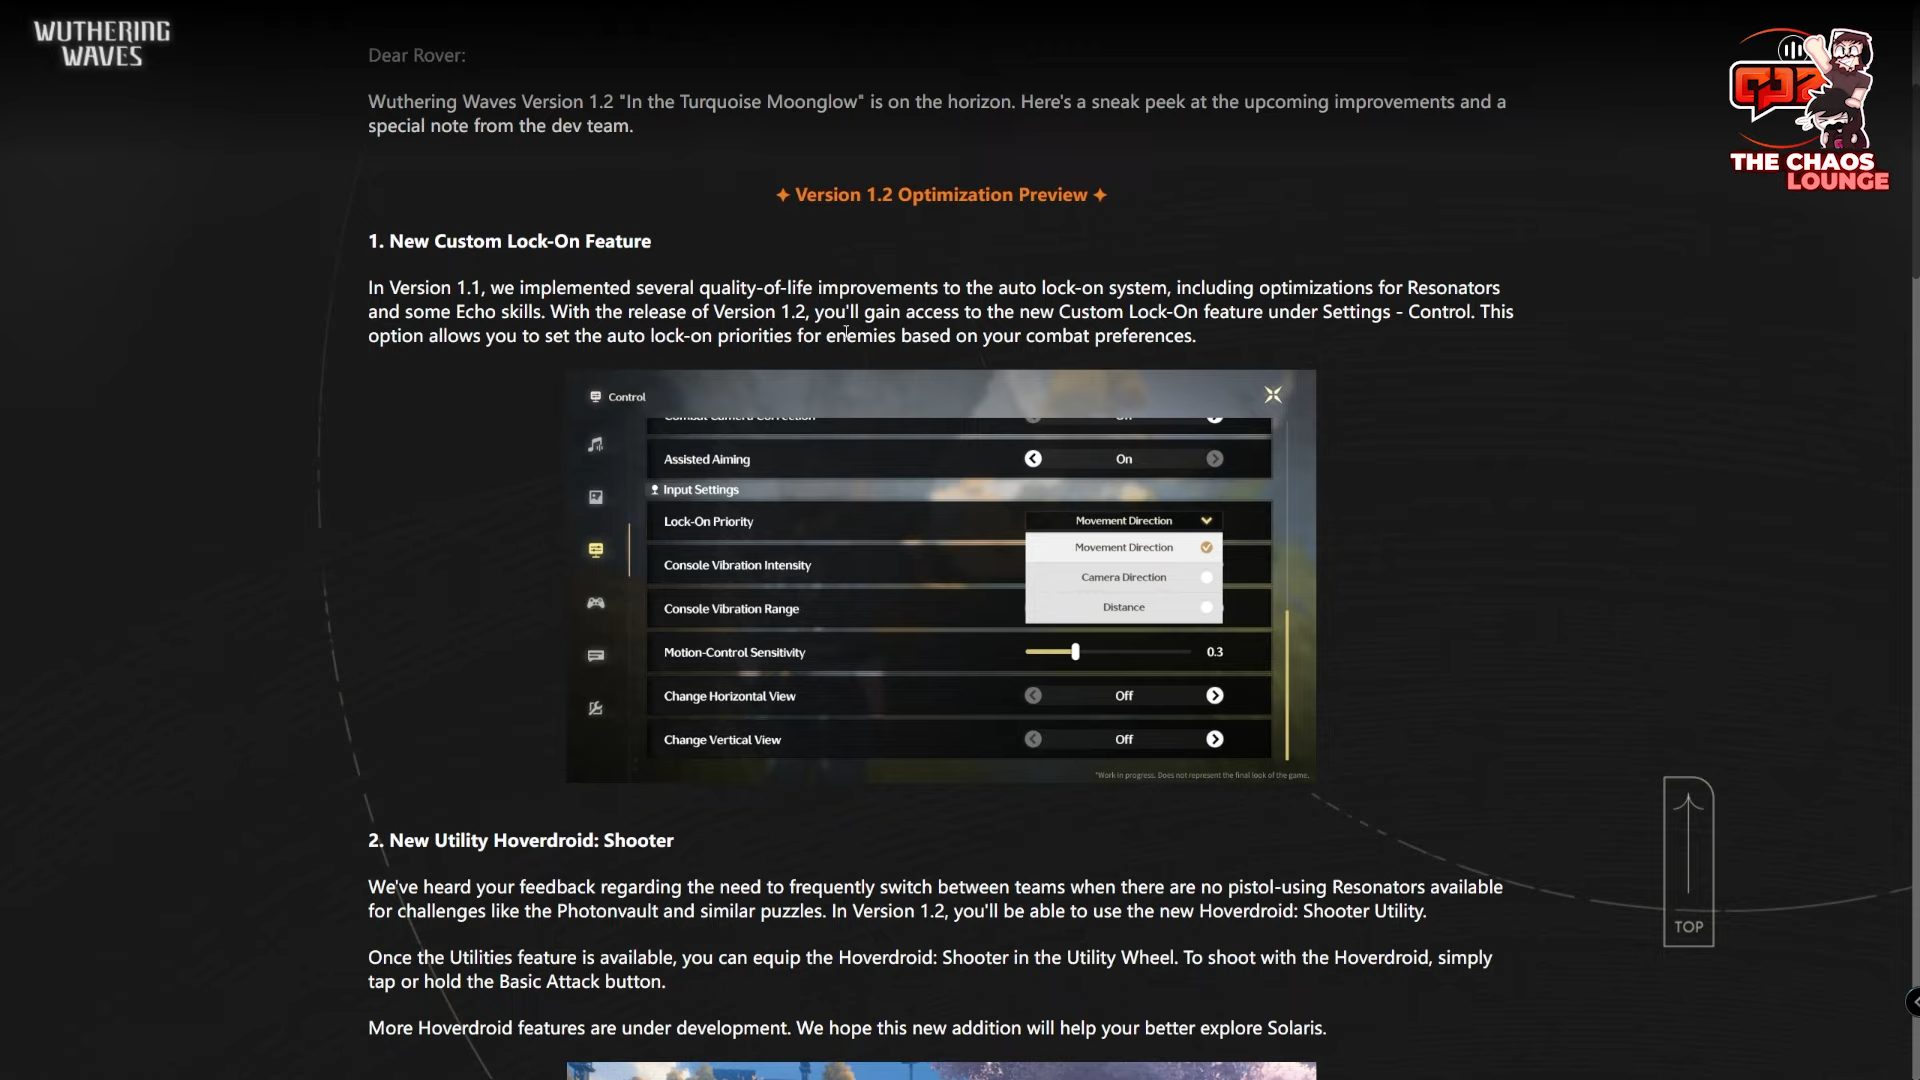 WUTHERING
WAVES
THE CHAOS
LOUNGE
Dear Rover:
Wuthering Waves Version 1.2 "In the Turquoise Moonglow" is on the horizon. Here's a sneak peek at the upcoming improvements and a
special note from the dev team.
✦ Version 1.2 Optimization Preview ✦
1. New Custom Lock-On Feature
In Version 1.1, we implemented several quality-of-life improvements to the auto lock-on system, including optimizations for Resonators
and some Echo skills. With the release of Version 1.2, you'll gain access to the new Custom Lock-On feature under Settings - Control. This
option allows you to set the auto lock-on priorities for enemies based on your combat preferences.
Control
Assisted Aiming On
Input Settings
Lock-On Priority Movement Direction
Movement Direction
Console Vibration Intensity
Camera Direction
Console Vibration Range
Distance
Motion-Control Sensitivity 0.3
Change Horizontal View Off
Change Vertical View Off
*Work in progress. Does not represent the final look of the game.
2. New Utility Hoverdroid: Shooter
We've heard your feedback regarding the need to frequently switch between teams when there are no pistol-using Resonators available
for challenges like the Photonvault and similar puzzles. In Version 1.2, you'll be able to use the new Hoverdroid: Shooter Utility.
TOP
Once the Utilities feature is available, you can equip the Hoverdroid: Shooter in the Utility Wheel. To shoot with the Hoverdroid, simply
tap or hold the Basic Attack button.
More Hoverdroid features are under development. We hope this new addition will help your better explore Solaris.